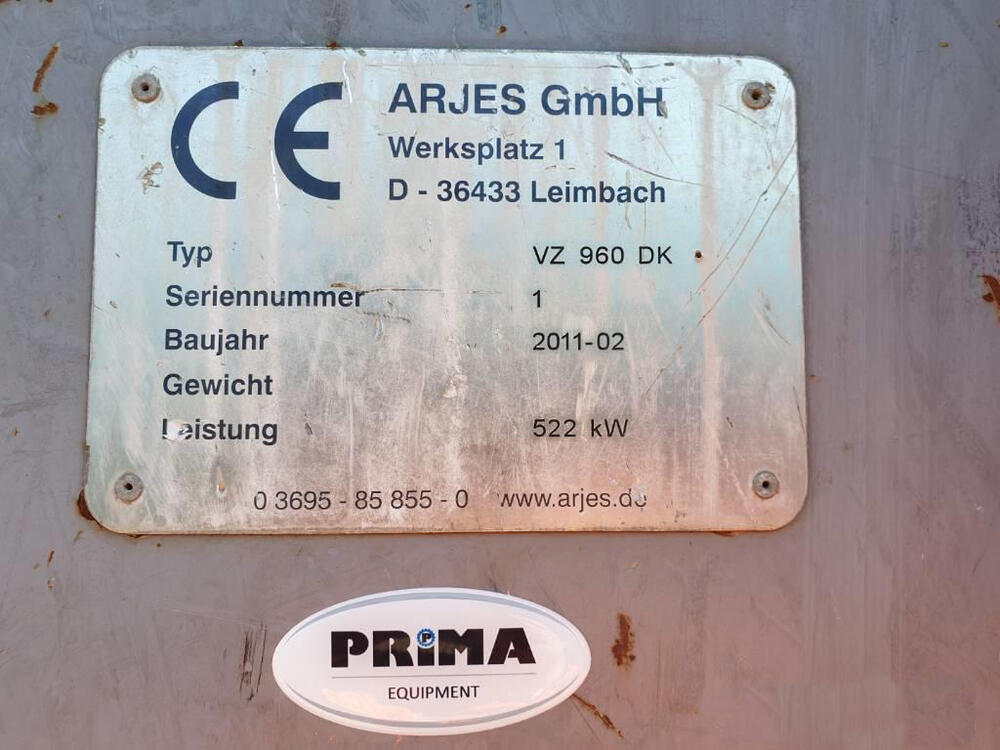 CE
ARJES GmbH
Werksplatz 1
D - 36433 Leimbach
Typ VZ 960 DK
Seriennummer 1
Baujahr 2011-02
Gewicht
Leistung 522 kW
0 3695 - 85 855 - 0 www.arjes.de
PRiMA
EQUIPMENT